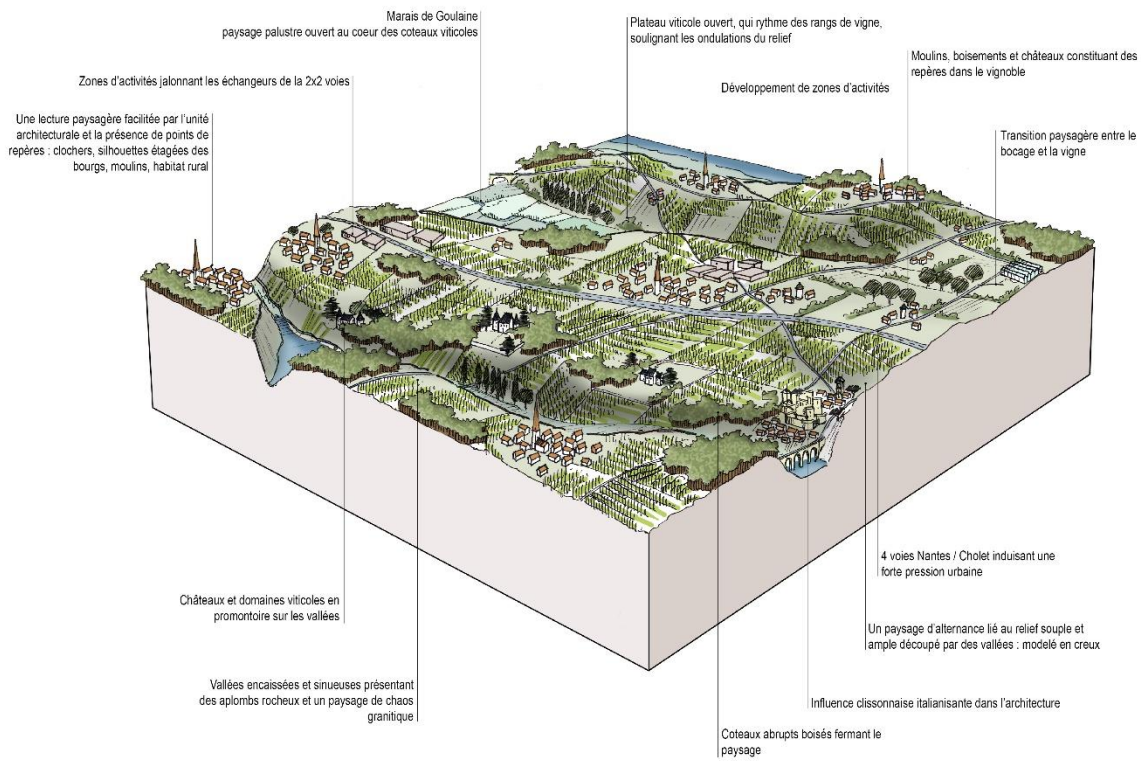 Marais de Goulaine
paysage palustre ouvert au coeur des coteaux viticoles
Plateau viticole ouvert, qui rythme des rangs de vigne,
soulignant les ondulations du relief
Moulins, boisements et châteaux constituant des
repères dans le vignoble
Zones d'activités jalonnant les échangeurs de la 2x2 voies
Développement de zones d'activités
Une lecture paysagère facilitée par l'unité
architecturale et la présence de points de
repères : clochers, silhouettes étagées des
bourgs, moulins, habitat rural
Transition paysagère entre le
bocage et la vigne
4 voies Nantes / Cholet induisant une
forte pression urbaine
Châteaux et domaines viticoles en
promontoire sur les vallées
Un paysage d'alternance lié au relief souple et
ample découpé par des vallées : modelé en creux
Vallées encaissées et sinueuses présentant
des aplombs rocheux et un paysage de chaos
granitique
Influence clissonnaise italianisante dans l'architecture
Coteaux abrupts boisés fermant le
paysage